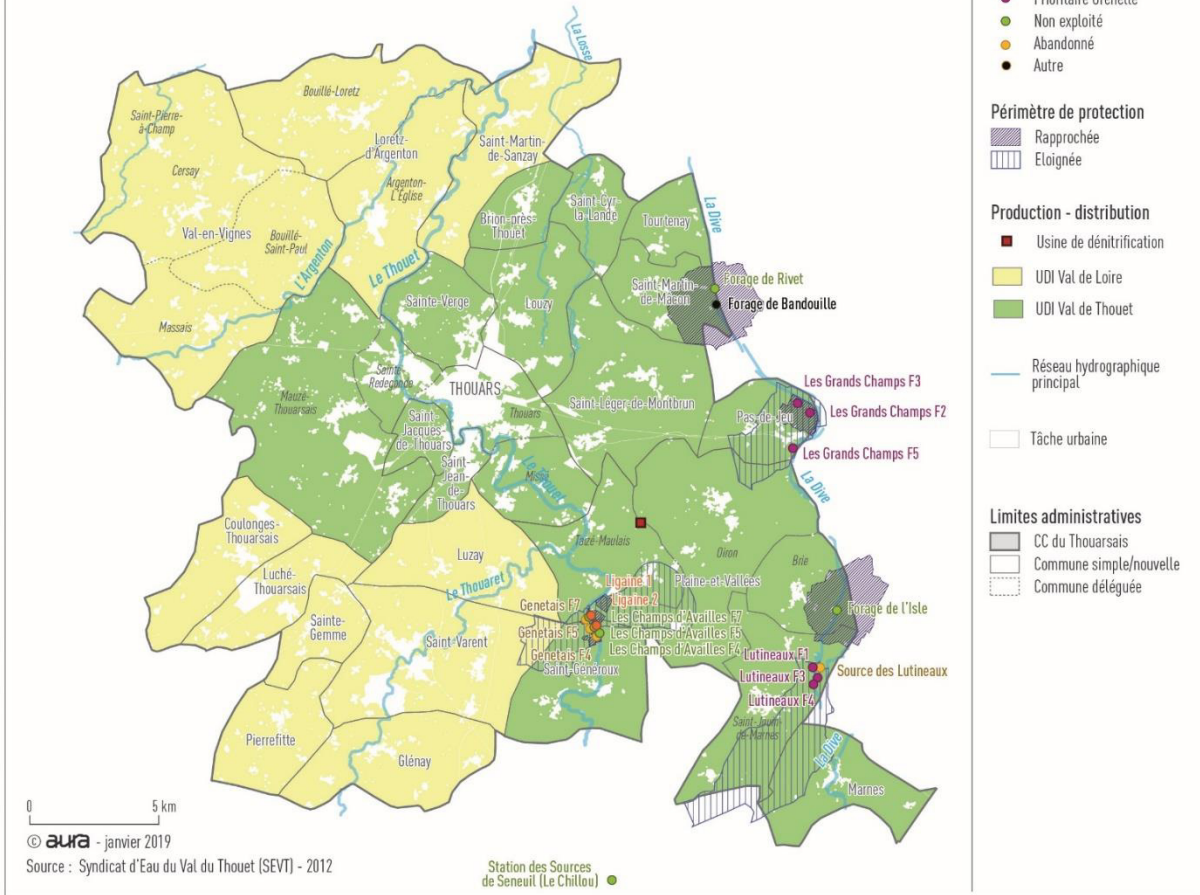 La Losse
Bouillé-Loretz
Saint-Pierre-
à-Champ
Loretz-
d'Argenton
Saint-Martin-
de-Sanzay
Cersay
Argenton-
L'Église
Val-en-Vignes
Bouillé-
Saint-Paul
L'Argenton
Le Thouet
Massais
Brion-près-
Thouet
Saint-Cyr-
la-Lande
Tourtenay
La Dive
Sainte-Verge
Louzy
Saint-Martin-
de-Mâcon
Forage de Rivet
Forage de Bandouille
Sainte-
Radegonde
THOUARS
Mauzé-
Thouarsais
Thouars
Saint-Léger-de-Montbrun
Saint-
Jacques-
de-Thouars
Saint-
Jean-
de-
Thouars
Les Grands Champs F3
Les Grands Champs F2
Pas-de-Jeu
Les Grands Champs F5
La Dive
Le Thouet
Taizé-Maulais
Oiron
Brie
Coulonges-
Thouarsais
Luzay
Luché-
Thouarsais
Le Thouaret
Plaine-et-Vallées
Ligaine 1
Ligaine 2
Sainte-
Gemme
Saint-Varent
Genetais F7
Genetais F5
Genetais F4
Les Champs d'Availles F7
Les Champs d'Availles F5
Les Champs d'Availles F4
Saint-Généroux
Forage de l'Isle
Lutineaux F1
Lutineaux F3
Lutineaux F4
Source des Lutineaux
Saint-Jouin-
de-Marnes
Pierrefitte
Glénay
La Dive
Marnes
0 5 km
© aura - janvier 2019
Source : Syndicat d'Eau du Val du Thouet (SEVT) - 2012
Station des Sources
de Seneuil (Le Chillou)
Non exploité
Abandonné
Autre
Périmètre de protection
Rapprochée
Eloignée
Production - distribution
Usine de dénitrification
UDI Val de Loire
UDI Val de Thouet
Réseau hydrographique
principal
Tâche urbaine
Limites administratives
CC du Thouarsais
Commune simple/nouvelle
Commune déléguée